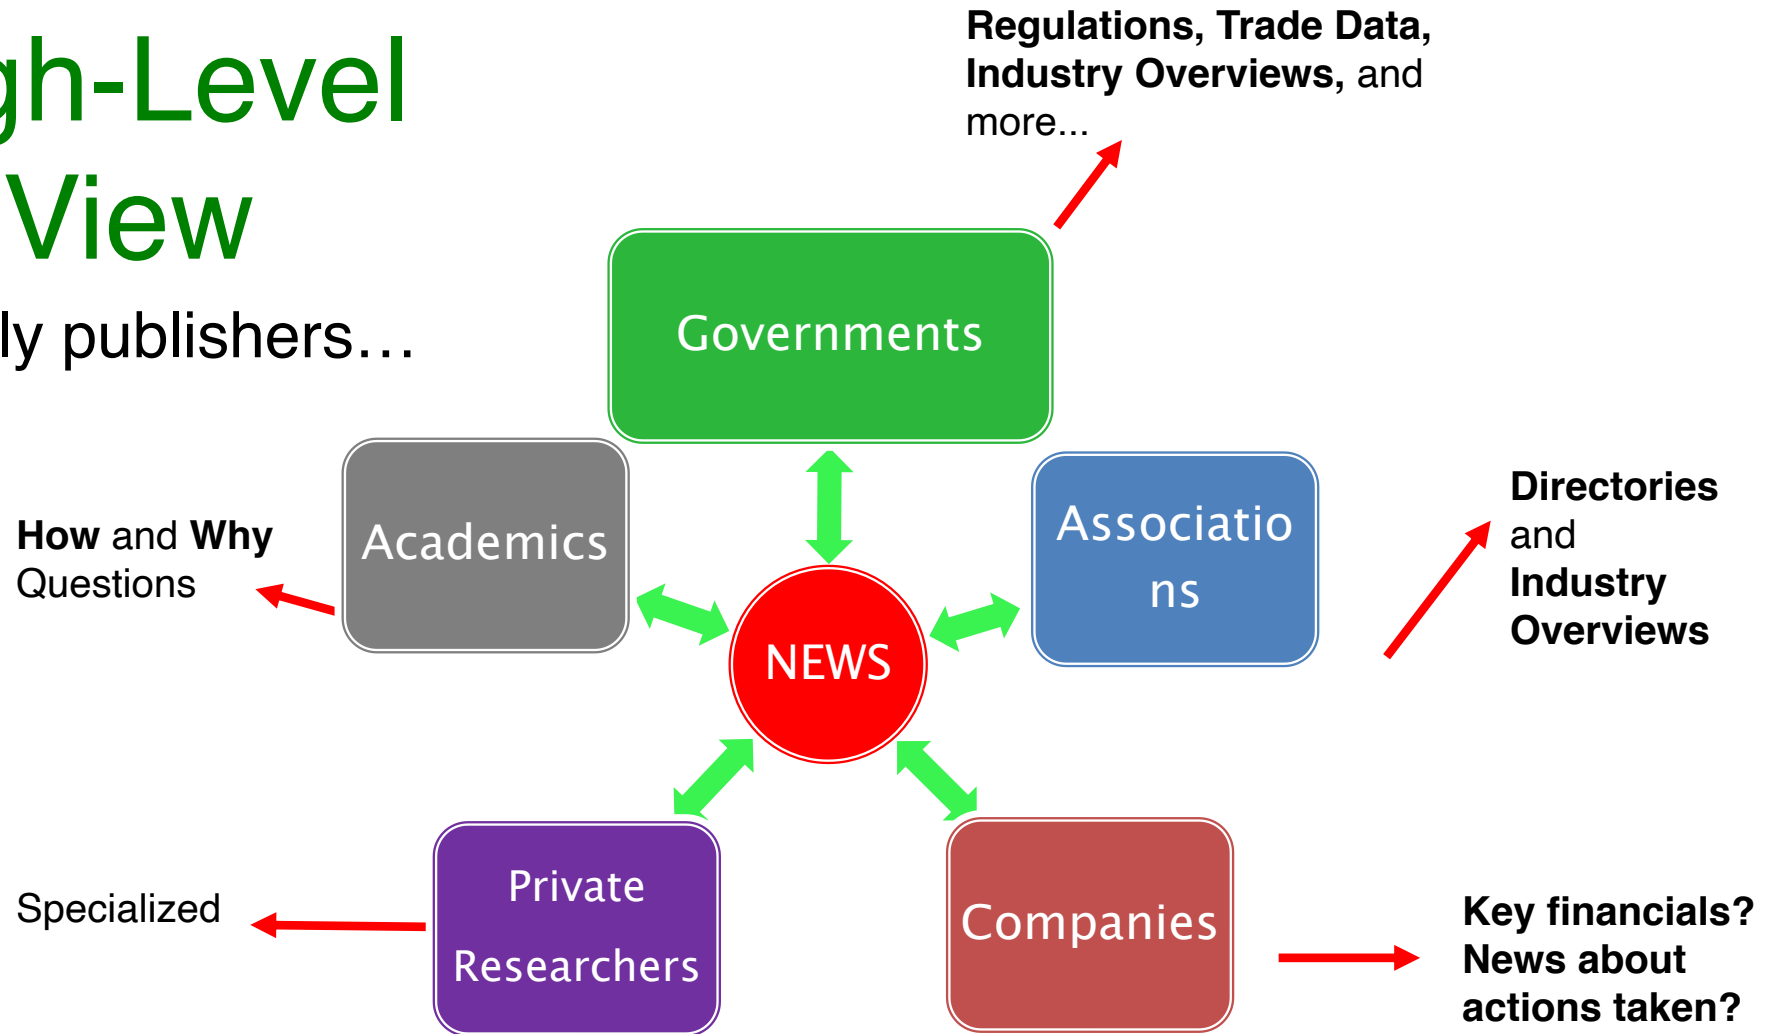 gh-Level
View
ly publishers…
Regulations, Trade Data,
Industry Overviews, and
more...
Governments
Academics
How and Why
Questions
Associatio
ns
Directories
and
Industry
Overviews
NEWS
Private
Researchers
Specialized
Companies
Key financials?
News about
actions taken?